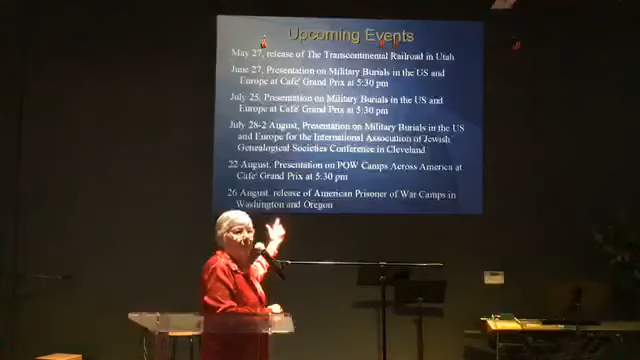 Upcoming Events
May 27, release of The Transcontmental Railroad in Utah
June 27, Presentation on Military Burials in the US and
Europe at Cafe' Grand Prix at 5:30 pm
July 25, Presentation on Military Burials in the US and
Europe at Cafe' Grand Prix at 5:30 pm
July 28-2 August, Presentation on Military Burials in the US
and Europe for the International Association of Jewish
Genealogical Societies Conference in Cleveland
22 August, Presentation on POW Camps Across America at
Cafe' Grand Prix at 5:30 pm
26 August, release of American Prisoner of War Camps in
Washington and Oregon